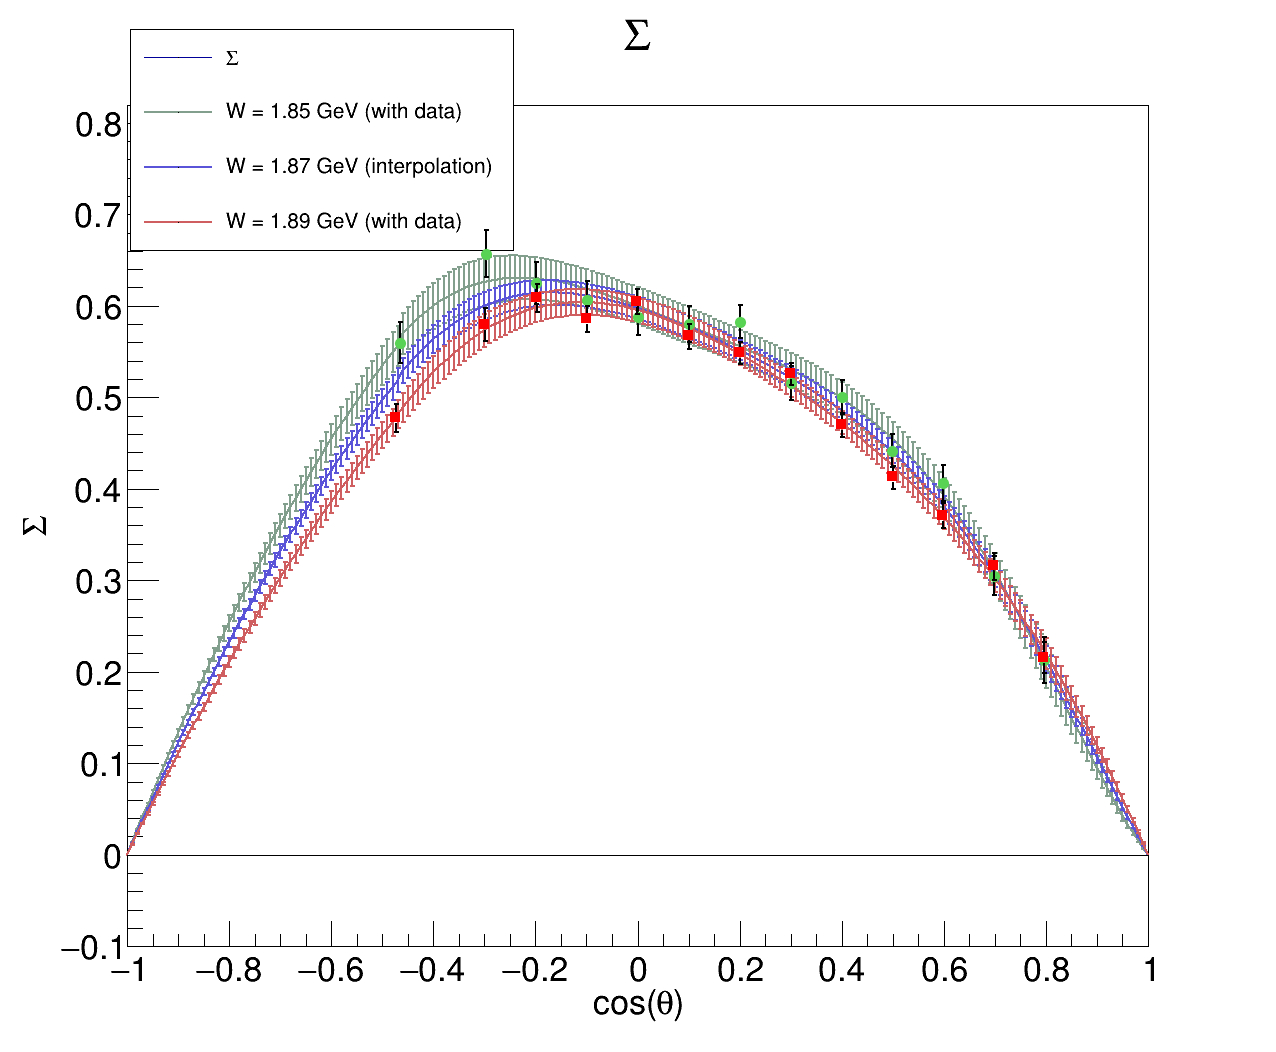 Σ
Σ
W = 1.85 GeV (with data)
W = 1.87 GeV (interpolation)
W = 1.89 GeV (with data)
0.8
0.7
0.6
0.5
0.4
0.3
0.2
0.1
0
−0.1
Σ
−1 −0.8 −0.6 −0.4 −0.2 0 0.2 0.4 0.6 0.8 1
cos(θ)